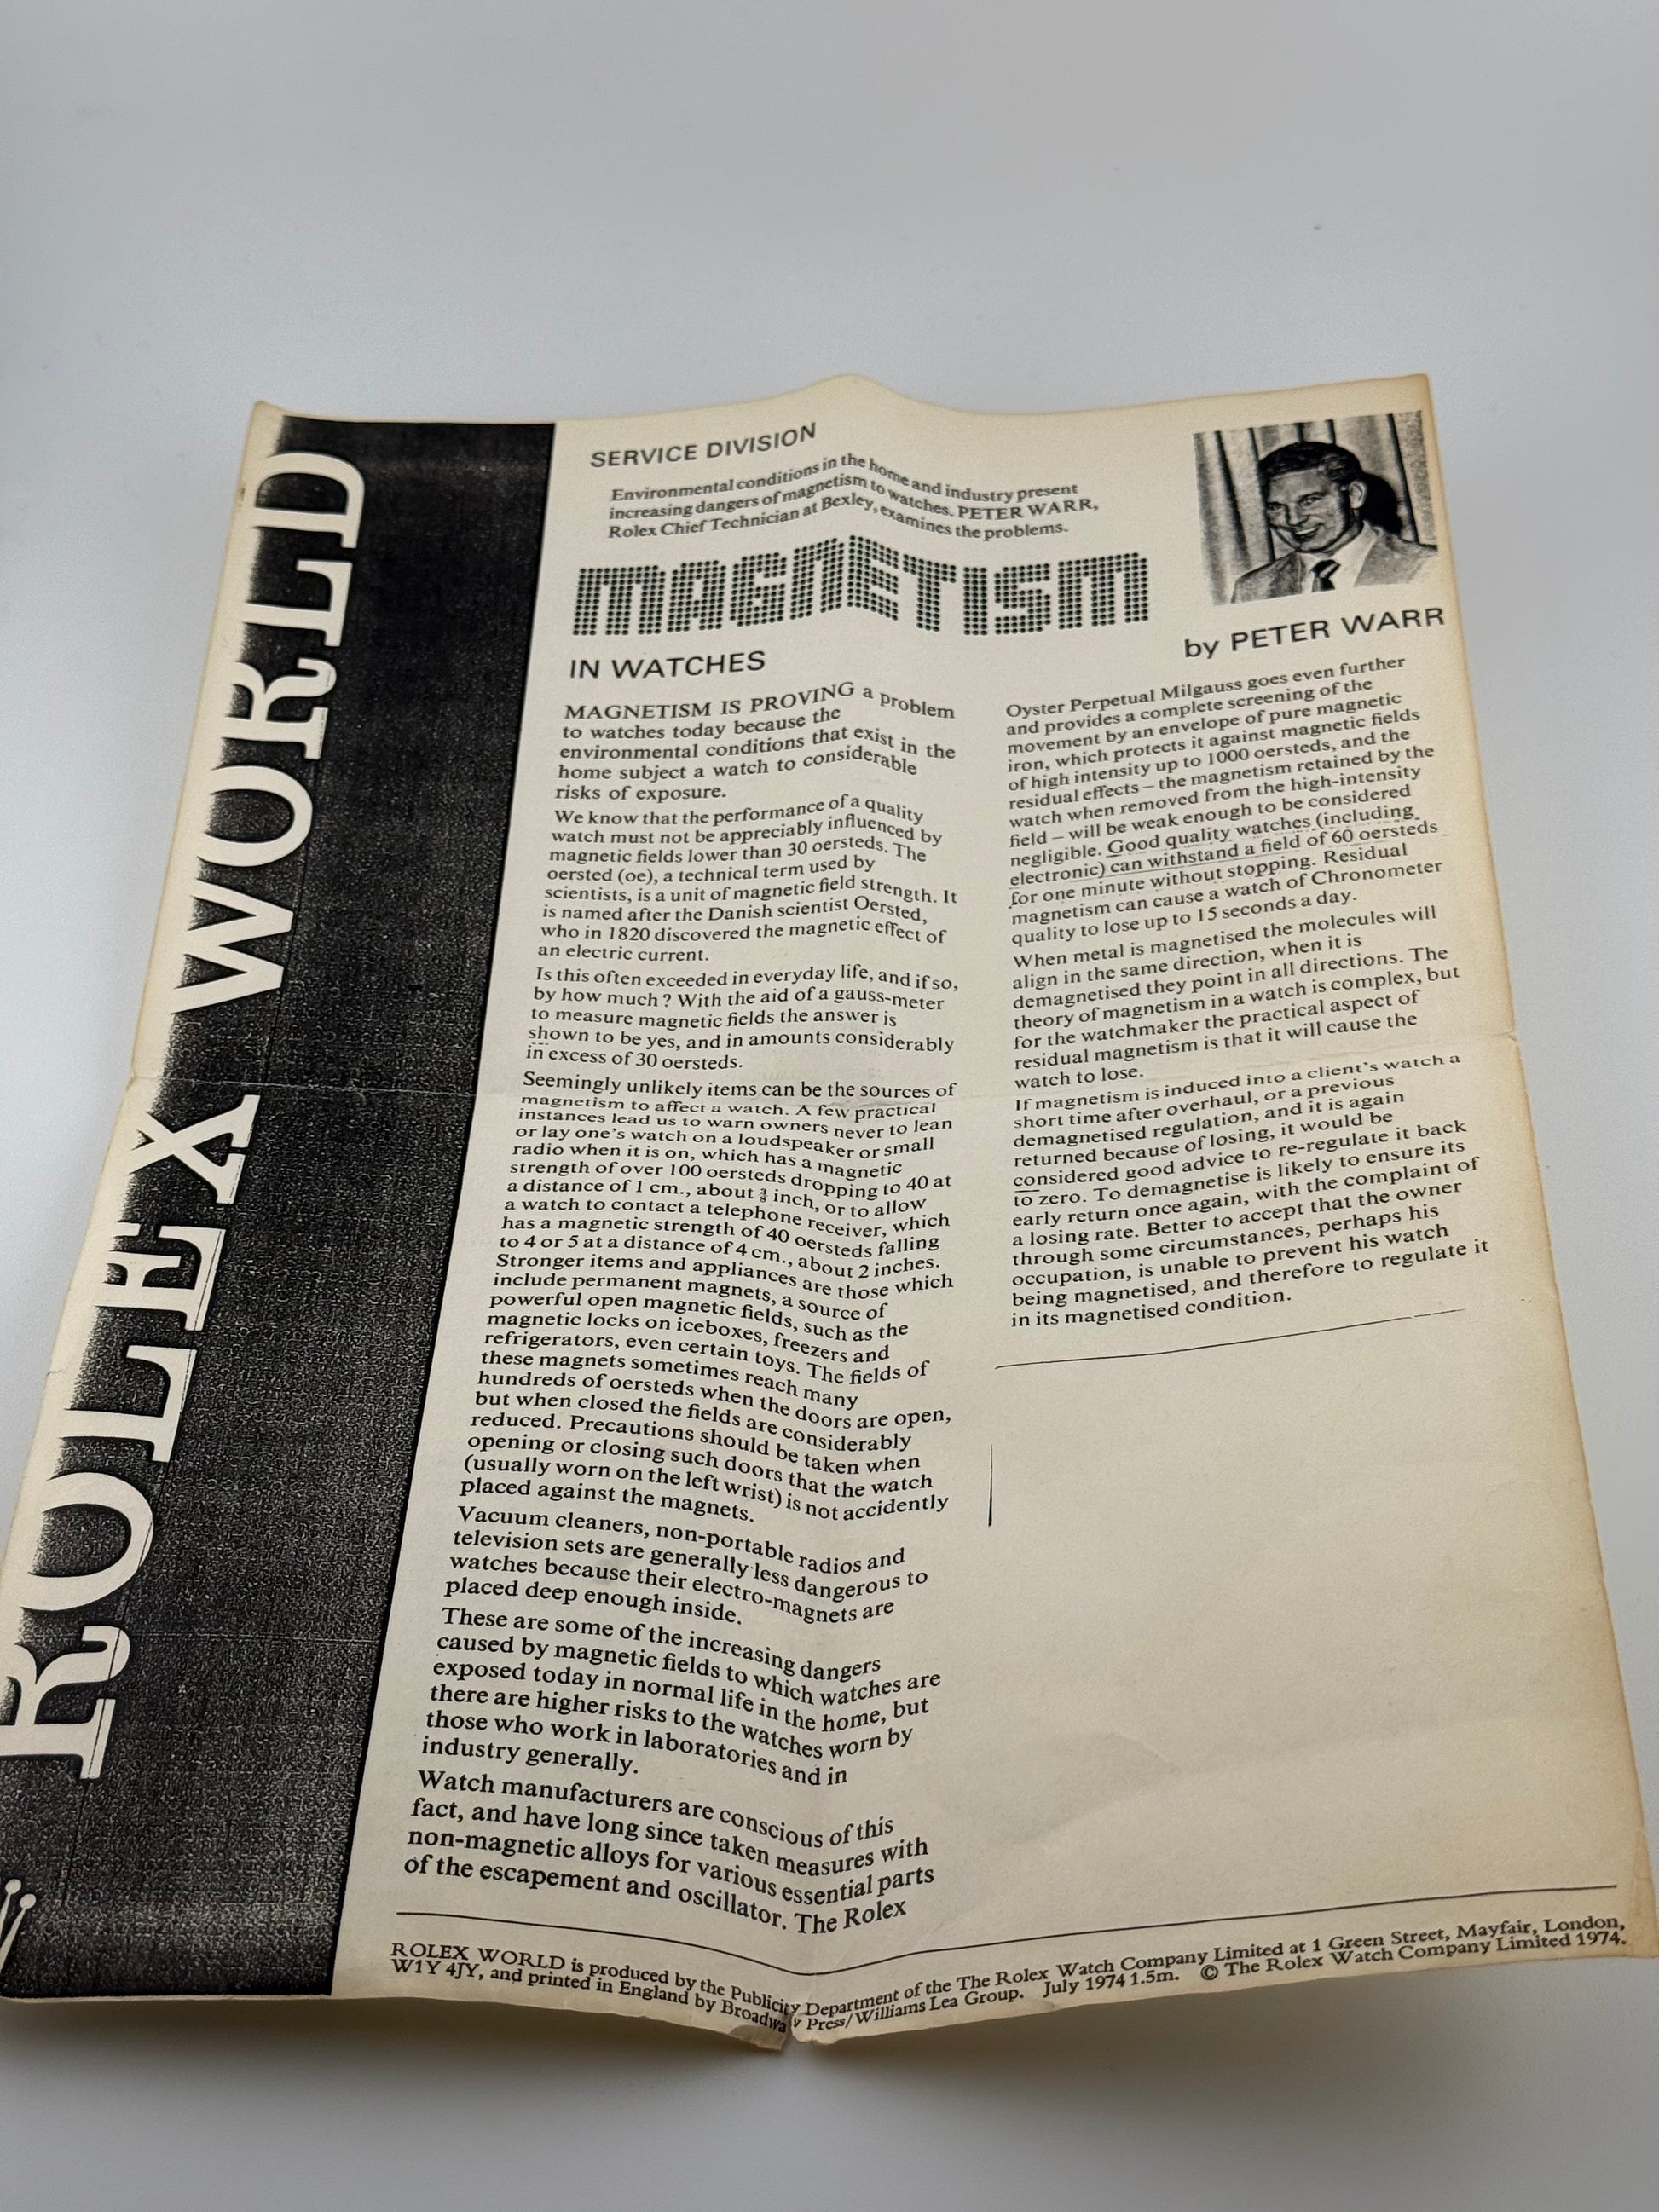 ROLEX WORLD
SERVICE DIVISION
Environmental conditions in the home and industry present
increasing dangers of magnetism to watches. PETER WARR,
Rolex Chief Technician at Bexley, examines the problems.
MAGNETISM
IN WATCHES
by PETER WARR
MAGNETISM IS PROVING a problem
to watches today because the
environmental conditions that exist in the
home subject a watch to considerable
risks of exposure.
We know that the performance of a quality
watch must not be appreciably influenced by
magnetic fields lower than 30 oersteds. The
oersted (oe), a technical term used by
scientists, is a unit of magnetic field strength. It
is named after the Danish scientist Oersted,
who in 1820 discovered the magnetic effect of
an electric current.
Is this often exceeded in everyday life, and if so,
by how much? With the aid of a gauss-meter
to measure magnetic fields the answer is
shown to be yes, and in amounts considerably
in excess of 30 oersteds.
Seemingly unlikely items can be the sources of
magnetism to affect a watch. A few practical
instances lead us to warn owners never to lean
or lay one's watch on a loudspeaker or small
radio when it is on, which has a magnetic
strength of over 100 oersteds dropping to 40 at
a distance of 1 cm., about ⅜ inch, or to allow
a watch to contact a telephone receiver, which
has a magnetic strength of 40 oersteds falling
to 4 or 5 at a distance of 4 cm., about 2 inches.
Stronger items and appliances are those which
include permanent magnets, a source of
powerful open magnetic fields, such as the
magnetic locks on iceboxes, freezers and
refrigerators, even certain toys. The fields of
these magnets sometimes reach many
hundreds of oersteds when the doors are open,
but when closed the fields are considerably
reduced. Precautions should be taken when
opening or closing such doors that the watch
(usually worn on the left wrist) is not accidently
placed against the magnets.
Vacuum cleaners, non-portable radios and
television sets are generally less dangerous to
watches because their electro-magnets are
placed deep enough inside.
These are some of the increasing dangers
caused by magnetic fields to which watches are
exposed today in normal life in the home, but
there are higher risks to the watches worn by
those who work in laboratories and in
industry generally.
Watch manufacturers are conscious of this
fact, and have long since taken measures with
non-magnetic alloys for various essential parts
of the escapement and oscillator. The Rolex
Oyster Perpetual Milgauss goes even further
and provides a complete screening of the
movement by an envelope of pure magnetic
iron, which protects it against magnetic fields
of high intensity up to 1000 oersteds, and the
residual effects – the magnetism retained by the
watch when removed from the high-intensity
field – will be weak enough to be considered
negligible. Good quality watches (including
electronic) can withstand a field of 60 oersteds
for one minute without stopping. Residual
magnetism can cause a watch of Chronometer
quality to lose up to 15 seconds a day.
When metal is magnetised the molecules will
align in the same direction, when it is
demagnetised they point in all directions. The
theory of magnetism in a watch is complex, but
for the watchmaker the practical aspect of
residual magnetism is that it will cause the
watch to lose.
If magnetism is induced into a client's watch a
short time after overhaul, or a previous
demagnetised regulation, and it is again
returned because of losing, it would be
considered good advice to re-regulate it back
to zero. To demagnetise is likely to ensure its
early return once again, with the complaint of
a losing rate. Better to accept that the owner
through some circumstances, perhaps his
occupation, is unable to prevent his watch
being magnetised, and therefore to regulate it
in its magnetised condition.
ROLEX WORLD is produced by the Publicity Department of the The Rolex Watch Company Limited at 1 Green Street, Mayfair, London,
W1Y 4JY, and printed in England by Broadway Press/Williams Lea Group. July 1974 1.5m. © The Rolex Watch Company Limited 1974.